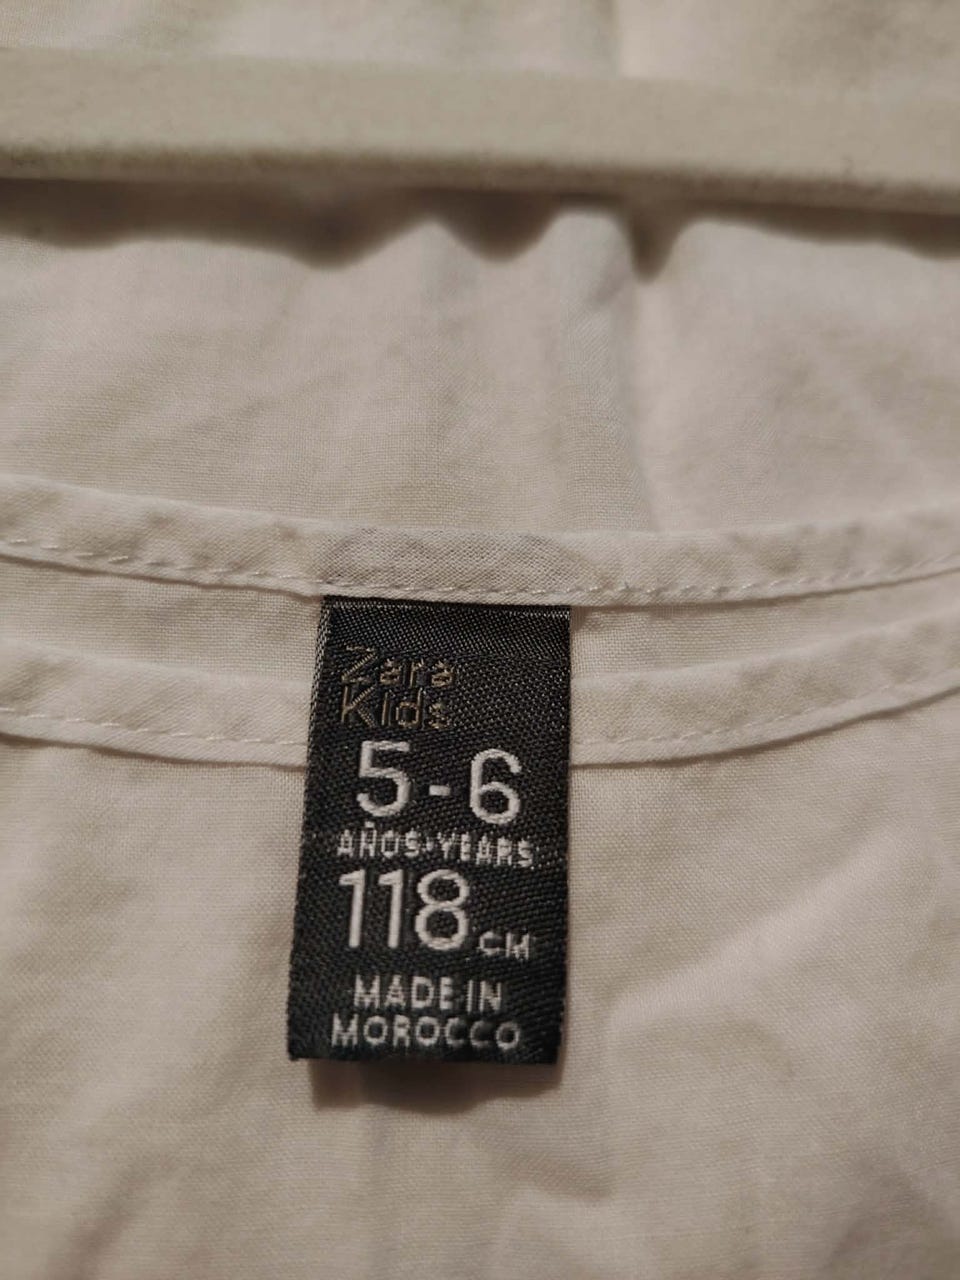 Zara
Kids
5-6
AÑOS·YEARS
118 CM
MADE IN
MOROCCO